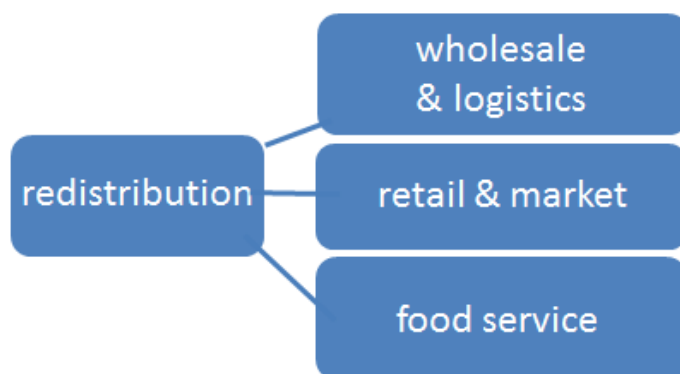 wholesale
& logistics
redistribution
retail & market
food service